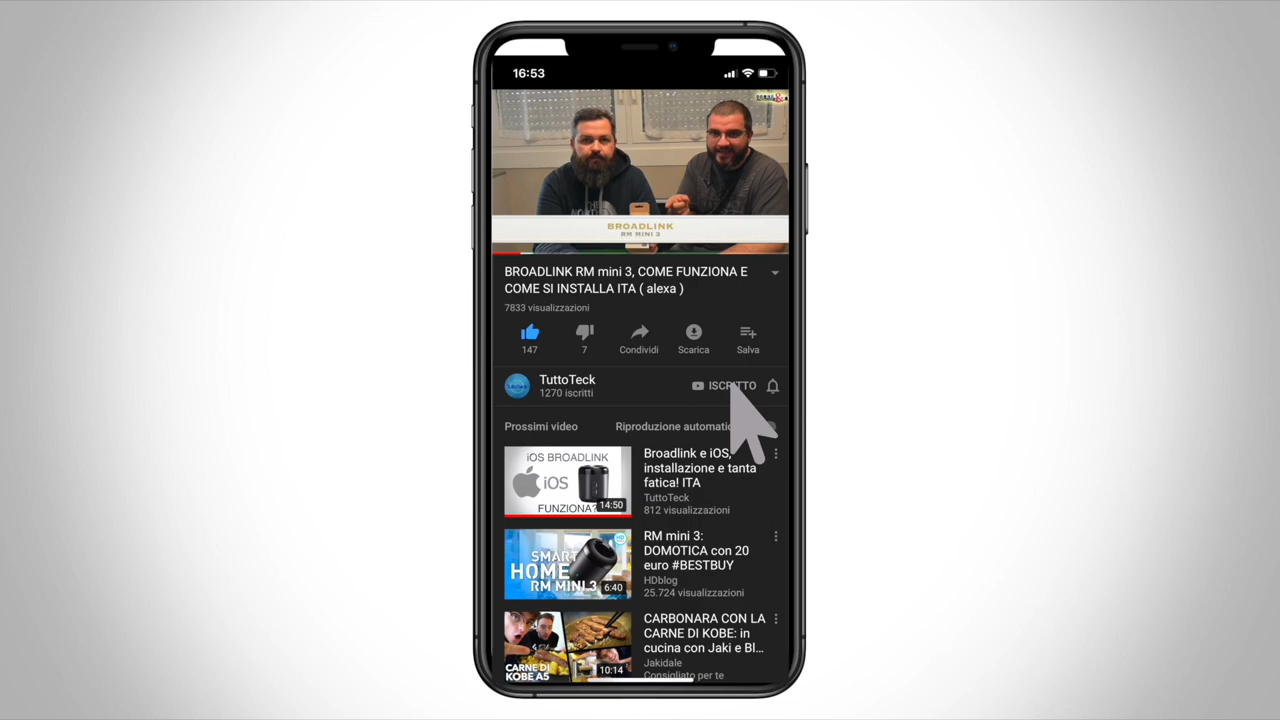 16:53
BROADLINK
RM MINI 3
BROADLINK RM mini 3, COME FUNZIONA E
COME SI INSTALLA ITA ( alexa )
7833 visualizzazioni
147
7
Condividi
Scarica
Salva
TuttoTeck
1270 iscritti
ISCRITTO
Prossimi video
Riproduzione
iOS BROADLINK
iOS
FUNZIONA?
14:50
Broadlink e iOS,
installazione e tanta
fatica! ITA
TuttoTeck
812 visualizzazioni
SMART
HOME
RM MINI 3
HD
6:40
RM mini 3:
DOMOTICA con 20
euro #BESTBUY
HDblog
25.724 visualizzazioni
CARNE DI
KOBE A5
10:14
CARBONARA CON LA
CARNE DI KOBE: in
cucina con Jaki e Bl...
Jakidale
Consigliato per te